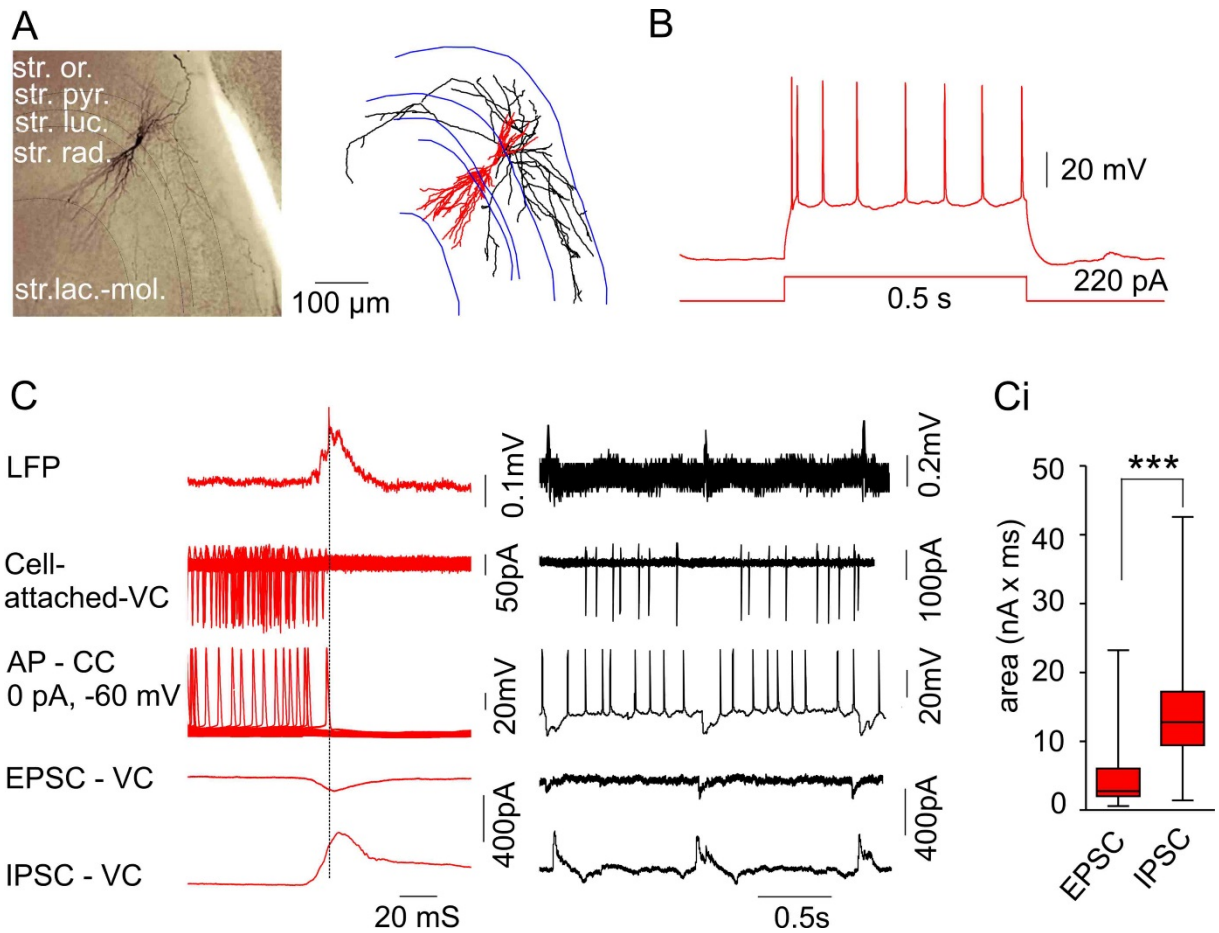 A
str. or.
str. pyr.
str. luc.
str. rad.
str.lac.-mol.
100 µm
B
20 mV
220 pA
0.5 s
C
LFP
0.1mV
0.2mV
Cell-
attached-VC
50pA
100pA
AP - CC
0 pA, -60 mV
20mV
20mV
EPSC - VC
400pA
400pA
IPSC - VC
20 mS
0.5s
Ci
***
area (nA x ms)
50
40
30
20
10
0
EPSC
IPSC